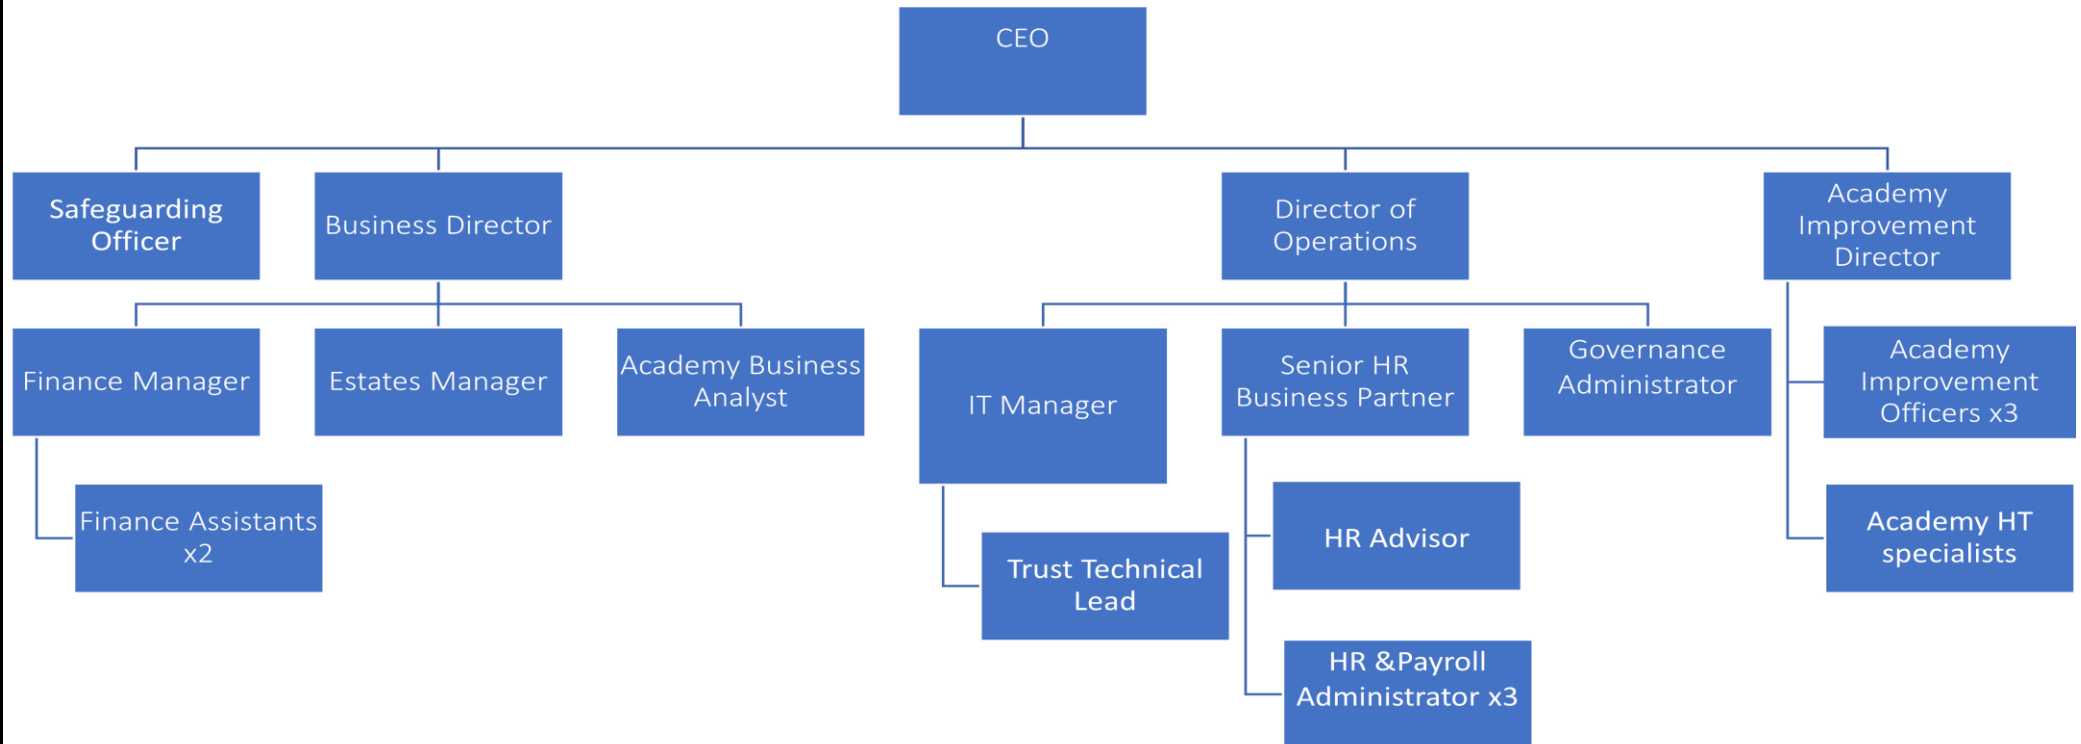 CEO
Safeguarding
Officer
Business Director
Director of
Operations
Academy
Improvement
Director
Finance Manager
Estates Manager
Academy Business
Analyst
IT Manager
Senior HR
Business Partner
Governance
Administrator
Academy
Improvement
Officers x3
Finance Assistants
x2
Trust Technical
Lead
HR Advisor
Academy HT
specialists
HR &Payroll
Administrator x3